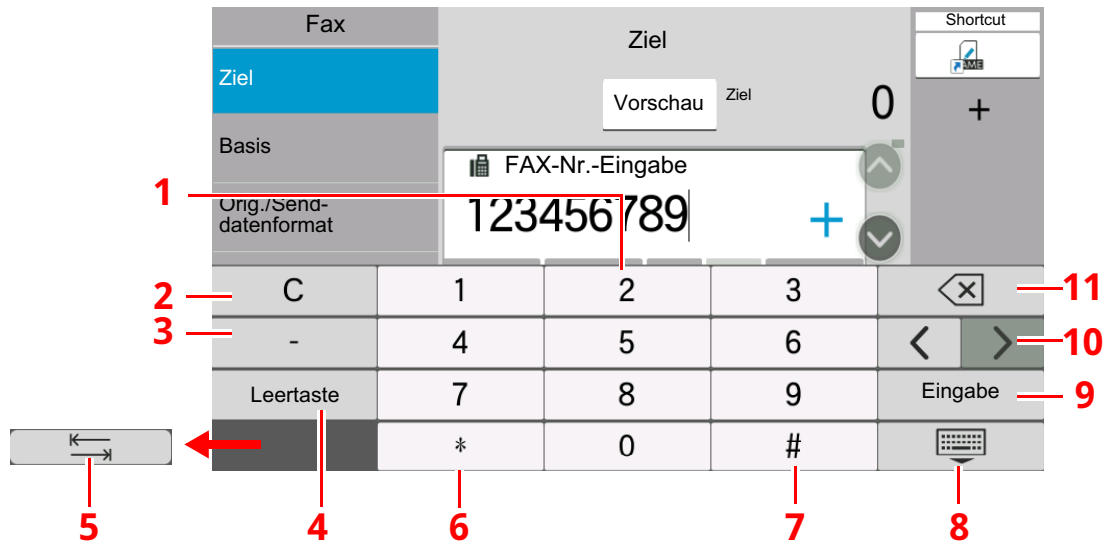 Fax
Ziel
Shortcut
Ziel
AME
Vorschau
Ziel
0
+
Basis
FAX-Nr.-Eingabe
1
Orig./Send-
datenformat
123456789
+
2
C
1
2
3
11
3
-
4
5
6
10
Leertaste
7
8
9
Eingabe
9
*
0
#
5
4
6
7
8